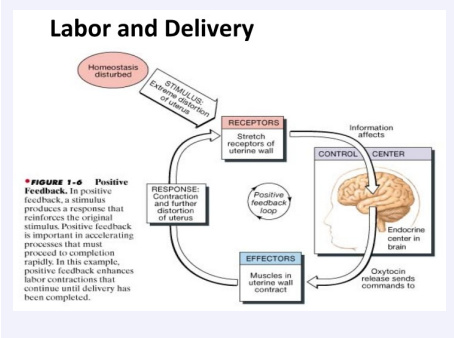 Labor and Delivery
Homeostasis
disturbed
STIMULUS:
Extreme distortion
of uterus
RECEPTORS
Stretch
receptors of
uterine wall
Information
affects
CONTROL CENTER
Endocrine
center in
brain
Oxytocin
release sends
commands to
EFFECTORS
Muscles in
uterine wall
contract
RESPONSE:
Contraction
and further
distortion
of uterus
Positive
feedback
loop
•FIGURE 1-6 Positive
Feedback. In positive
feedback, a stimulus
produces a response that
reinforces the original
stimulus. Positive feedback
is important in accelerating
processes that must
proceed to completion
rapidly. In this example,
positive feedback enhances
labor contractions that
continue until delivery has
been completed.